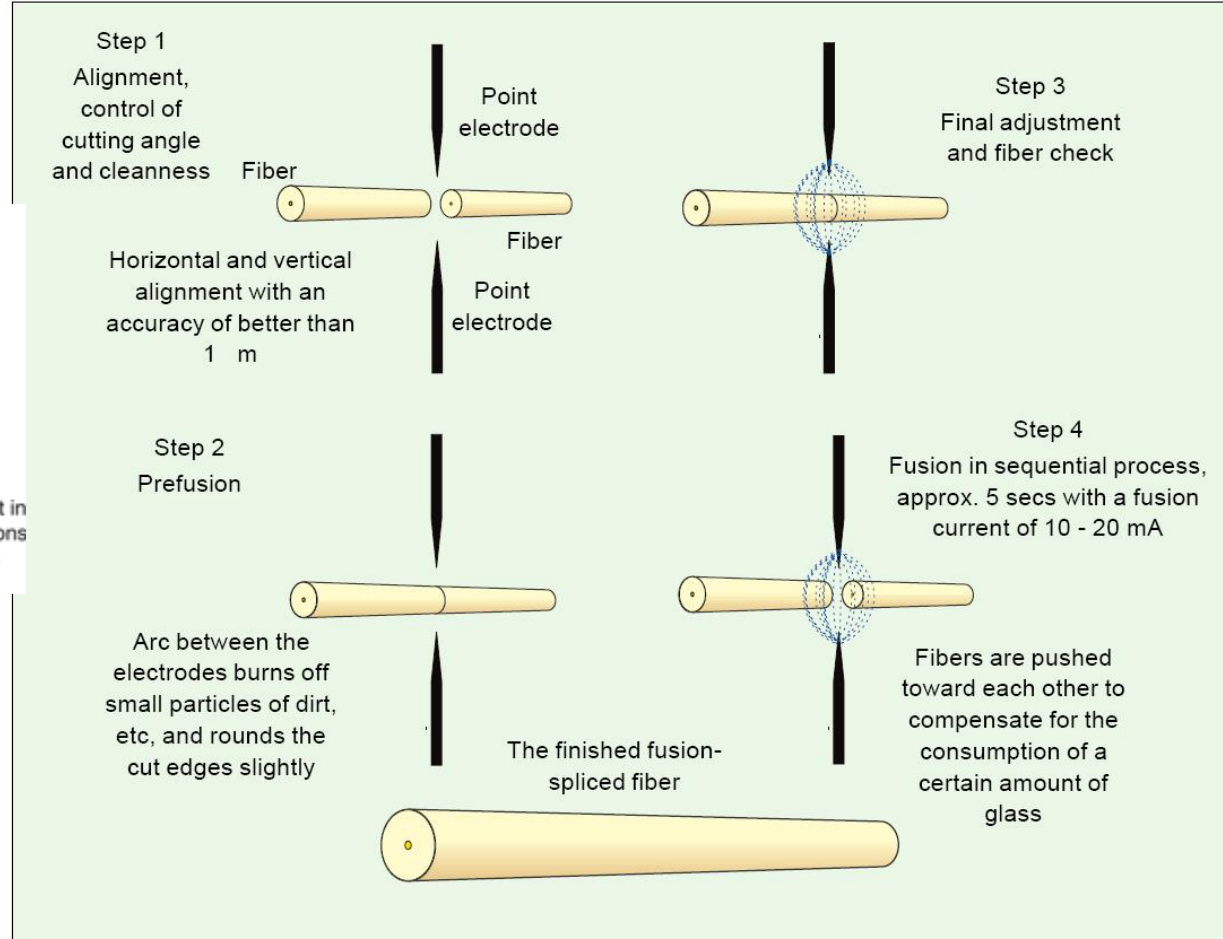 Step 1
Alignment,
control of
cutting angle
and cleanness
Fiber
Point
electrode
Fiber
Horizontal and vertical
alignment with an
accuracy of better than
1 m
Point
electrode
Step 3
Final adjustment
and fiber check
Step 2
Prefusion
Arc between the
electrodes burns off
small particles of dirt,
etc, and rounds the
cut edges slightly
Step 4
Fusion in sequential process,
approx. 5 secs with a fusion
current of 10 - 20 mA
Fibers are pushed
toward each other to
compensate for the
consumption of a
certain amount of
glass
The finished fusion-
spliced fiber